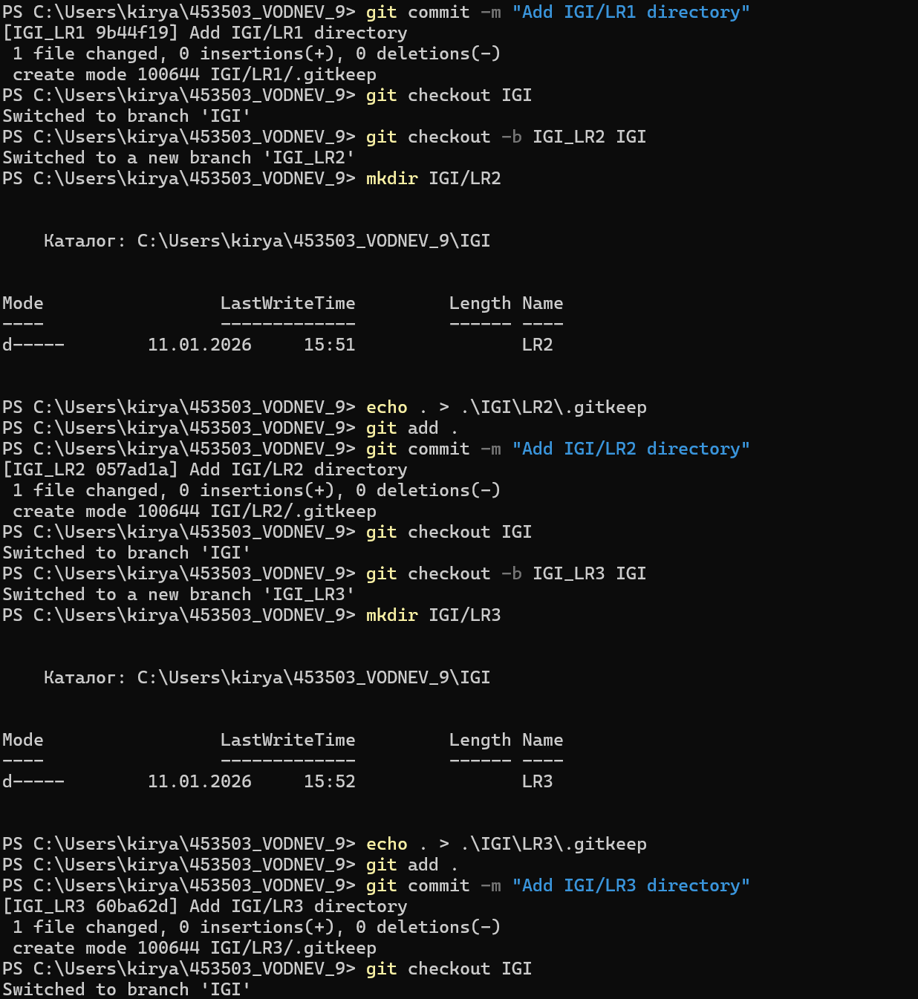 PS C:\Users\kirya\453503_VODNEV_9> git commit -m "Add IGI/LR1 directory"
[IGI_LR1 9b44f19] Add IGI/LR1 directory
 1 file changed, 0 insertions(+), 0 deletions(-)
 create mode 100644 IGI/LR1/.gitkeep
PS C:\Users\kirya\453503_VODNEV_9> git checkout IGI
Switched to branch 'IGI'
PS C:\Users\kirya\453503_VODNEV_9> git checkout -b IGI_LR2 IGI
Switched to a new branch 'IGI_LR2'
PS C:\Users\kirya\453503_VODNEV_9> mkdir IGI/LR2
    Каталог: C:\Users\kirya\453503_VODNEV_9\IGI
Mode                 LastWriteTime         Length Name
----                 -------------         ------ ----
d-----        11.01.2026     15:51                LR2
PS C:\Users\kirya\453503_VODNEV_9> echo . > .\IGI\LR2\.gitkeep
PS C:\Users\kirya\453503_VODNEV_9> git add .
PS C:\Users\kirya\453503_VODNEV_9> git commit -m "Add IGI/LR2 directory"
[IGI_LR2 057ad1a] Add IGI/LR2 directory
 1 file changed, 0 insertions(+), 0 deletions(-)
 create mode 100644 IGI/LR2/.gitkeep
PS C:\Users\kirya\453503_VODNEV_9> git checkout IGI
Switched to branch 'IGI'
PS C:\Users\kirya\453503_VODNEV_9> git checkout -b IGI_LR3 IGI
Switched to a new branch 'IGI_LR3'
PS C:\Users\kirya\453503_VODNEV_9> mkdir IGI/LR3
    Каталог: C:\Users\kirya\453503_VODNEV_9\IGI
Mode                 LastWriteTime         Length Name
----                 -------------         ------ ----
d-----        11.01.2026     15:52                LR3
PS C:\Users\kirya\453503_VODNEV_9> echo . > .\IGI\LR3\.gitkeep
PS C:\Users\kirya\453503_VODNEV_9> git add .
PS C:\Users\kirya\453503_VODNEV_9> git commit -m "Add IGI/LR3 directory"
[IGI_LR3 60ba62d] Add IGI/LR3 directory
 1 file changed, 0 insertions(+), 0 deletions(-)
 create mode 100644 IGI/LR3/.gitkeep
PS C:\Users\kirya\453503_VODNEV_9> git checkout IGI
Switched to branch 'IGI'